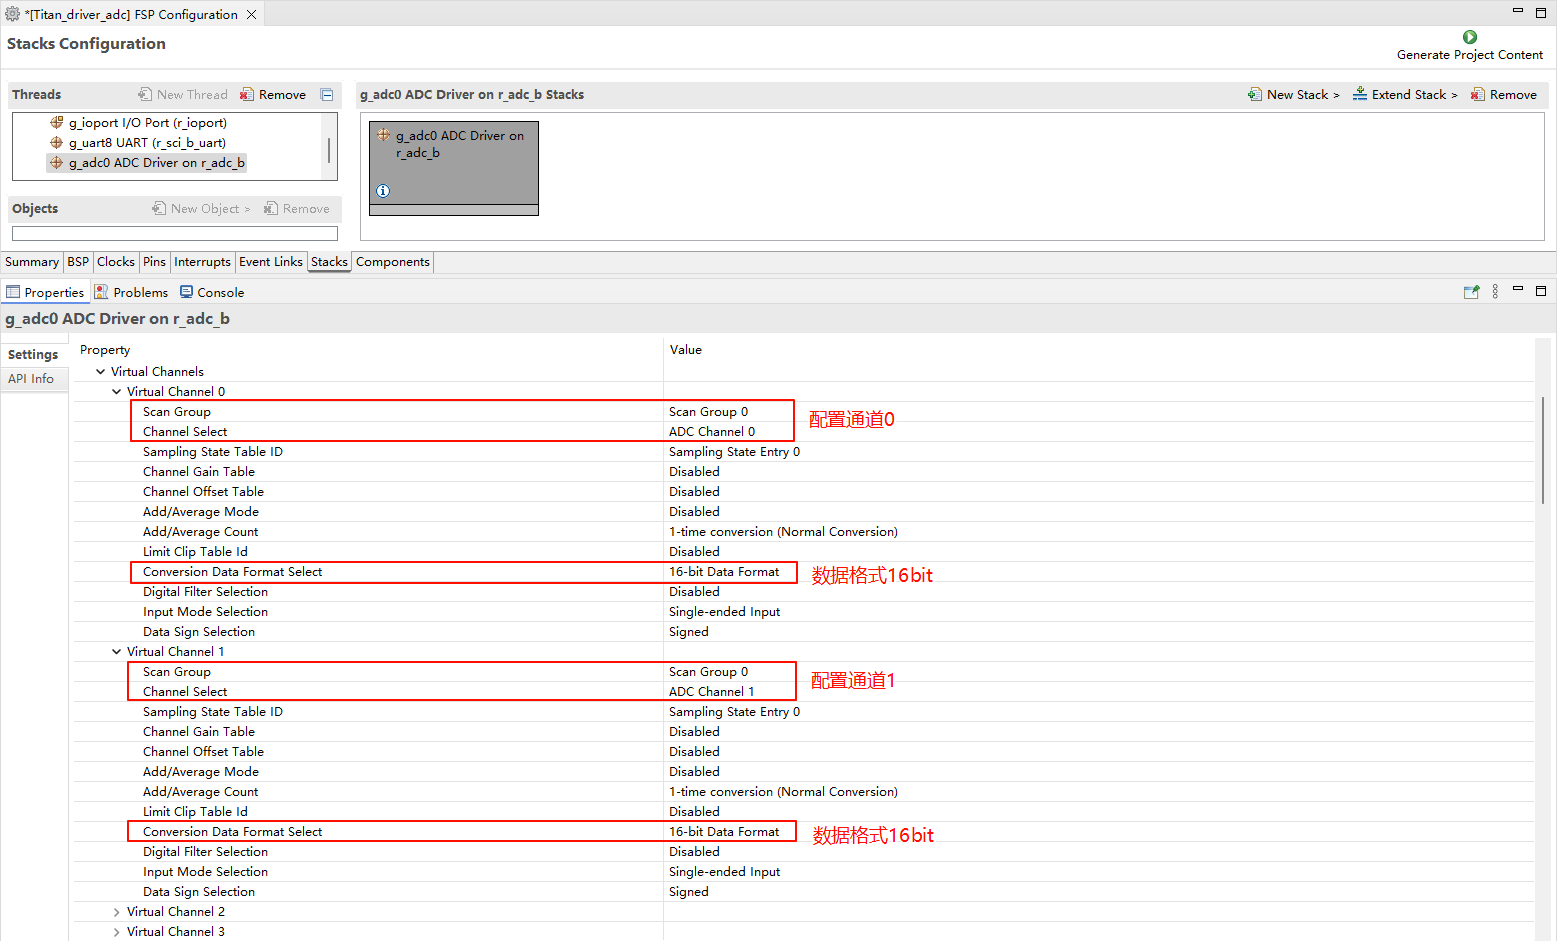 *[Titan_driver_adc] FSP Configuration
Stacks Configuration
Generate Project Content
Threads New Thread Remove
g_ioport I/O Port (r_ioport)
g_uart8 UART (r_sci_b_uart)
g_adc0 ADC Driver on r_adc_b
Objects New Object > Remove
g_adc0 ADC Driver on r_adc_b Stacks New Stack > Extend Stack > Remove
g_adc0 ADC Driver on
r_adc_b
Summary BSP Clocks Pins Interrupts Event Links Stacks Components
Properties Problems Console
g_adc0 ADC Driver on r_adc_b
Settings
API Info
Property Value
Virtual Channels
Virtual Channel 0
Scan Group Scan Group 0
Channel Select ADC Channel 0
配置通道0
Sampling State Table ID Sampling State Entry 0
Channel Gain Table Disabled
Channel Offset Table Disabled
Add/Average Mode Disabled
Add/Average Count 1-time conversion (Normal Conversion)
Limit Clip Table Id Disabled
Conversion Data Format Select 16-bit Data Format 数据格式16bit
Digital Filter Selection Disabled
Input Mode Selection Single-ended Input
Data Sign Selection Signed
Virtual Channel 1
Scan Group Scan Group 0
Channel Select ADC Channel 1
配置通道1
Sampling State Table ID Sampling State Entry 0
Channel Gain Table Disabled
Channel Offset Table Disabled
Add/Average Mode Disabled
Add/Average Count 1-time conversion (Normal Conversion)
Limit Clip Table Id Disabled
Conversion Data Format Select 16-bit Data Format 数据格式16bit
Digital Filter Selection Disabled
Input Mode Selection Single-ended Input
Data Sign Selection Signed
Virtual Channel 2
Virtual Channel 3